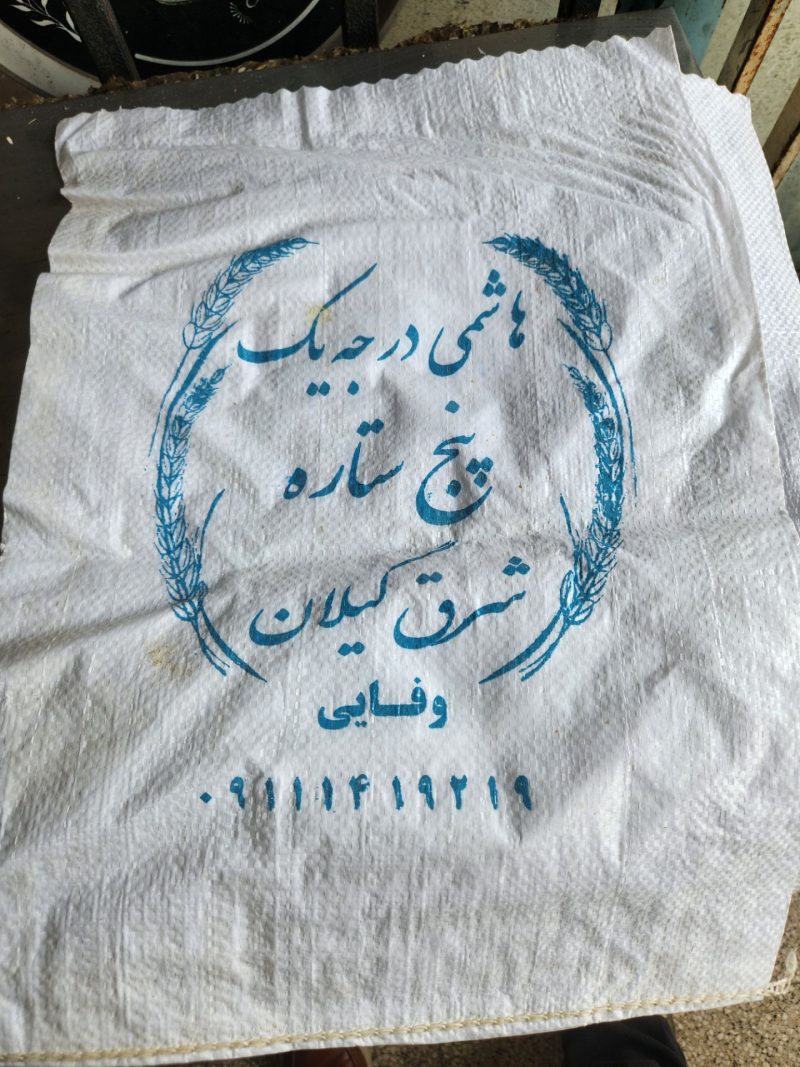 هاشمی درجه یک
پنج ستاره
شرق گیلان
وفایی
۰۹۱۱۱۴۱۹۲۱۹